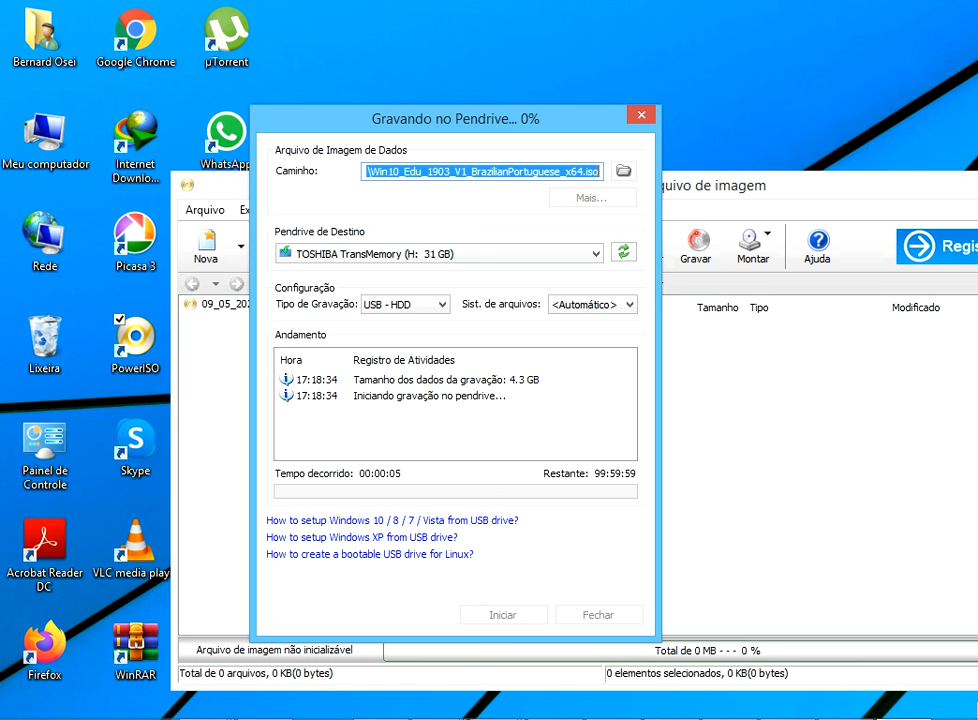 Bernard Osei
Google Chrome
µTorrent
Meu computador
Internet
Downlo...
WhatsApp
Rede
Picasa 3
Lixeira
PowerISO
Painel de
Controle
Skype
Acrobat Reader
DC
VLC media play
Firefox
WinRAR
Gravando no Pendrive... 0%
Arquivo de Imagem de Dados
Caminho: \Win10_Edu_1903_V1_BrazilianPortuguese_x64.iso
Mais...
Pendrive de Destino
TOSHIBA TransMemory (H: 31 GB)
Configuração
Tipo de Gravação: USB - HDD Sist. de arquivos: <Automático>
Andamento
Hora Registro de Atividades
17:18:34 Tamanho dos dados da gravação: 4.3 GB
17:18:34 Iniciando gravação no pendrive...
Tempo decorrido: 00:00:05 Restante: 99:59:59
How to setup Windows 10 / 8 / 7 / Vista from USB drive?
How to setup Windows XP from USB drive?
How to create a bootable USB drive for Linux?
Iniciar Fechar
quivo de imagem
Arquivo Ex
Nova
Gravar
Montar
Ajuda
Regis
09_05_202
Tamanho Tipo Modificado
Arquivo de imagem não inicializável
Total de 0 MB - - - 0 %
Total de 0 arquivos, 0 KB(0 bytes)
0 elementos selecionados, 0 KB(0 bytes)